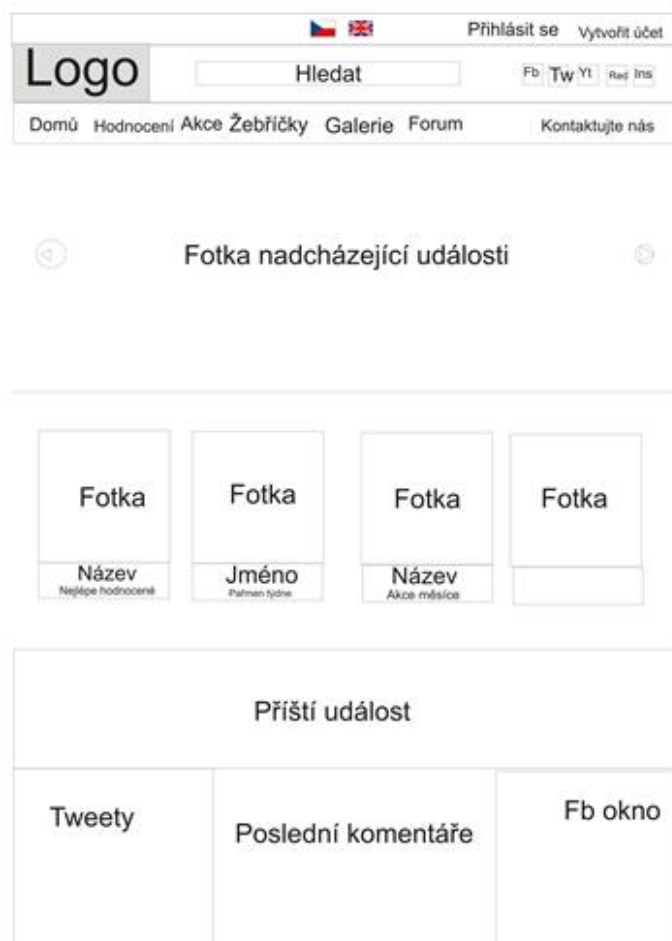 Přihlásit se Vytvořit účet
Logo Hledat Fb Tw Yt Red Ins
Domů Hodnocení Akce Žebříčky Galerie Forum Kontaktujte nás
Fotka nadcházející události
Fotka Fotka Fotka Fotka
Název Jméno Název
Nejlépe hodnocené Pařmen týdne Akce měsíce
Příští událost
Tweety Poslední komentáře Fb okno